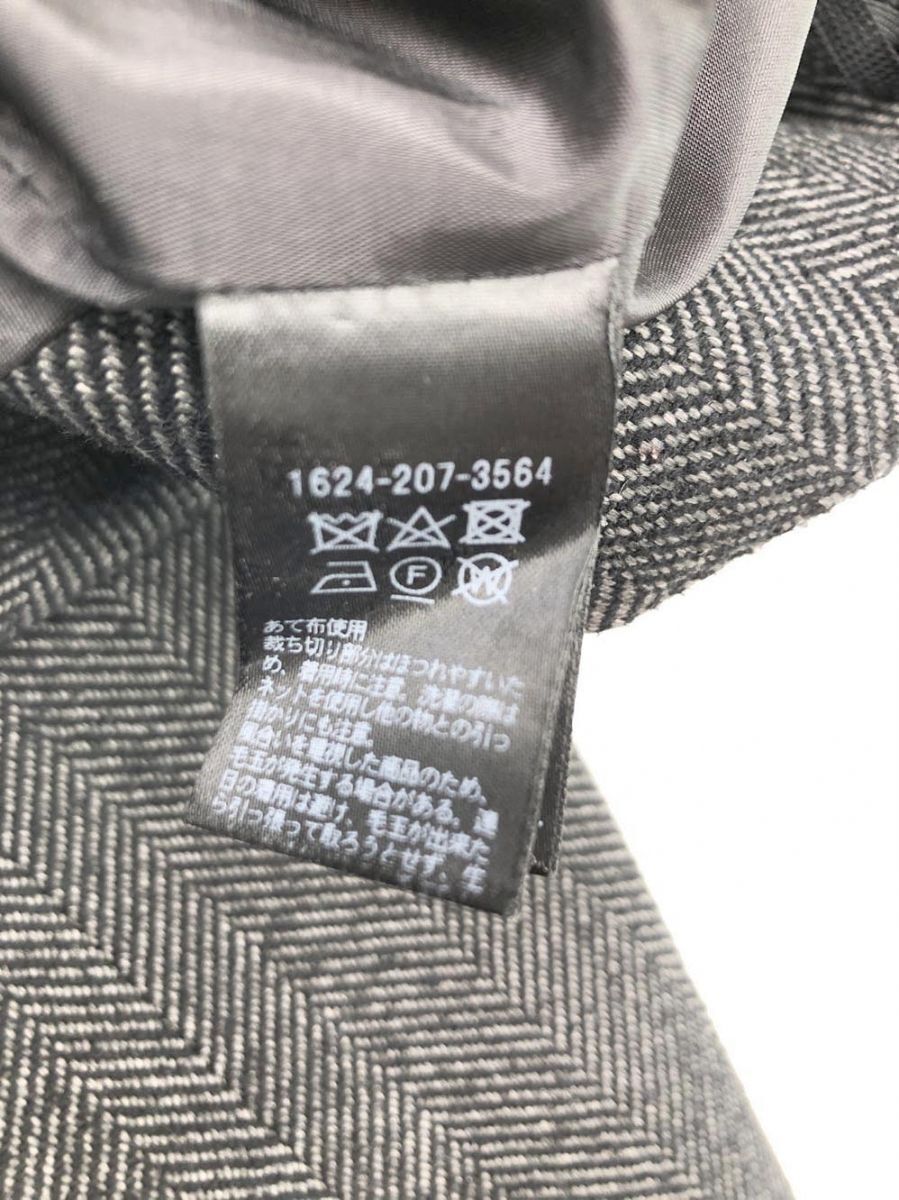 1624-207-3564
F W
あて布使用
裁ち切り部分はほつれやすいた
め、着用時に注意。洗濯の際は
ネットを使用し他の物との引っ
掛かりにも注意。
風合いを重視した商品のため、
毛玉が発生する場合がある。連
日の着用は避け、毛玉が出来た
ら引っ張って取ろうとせず、生